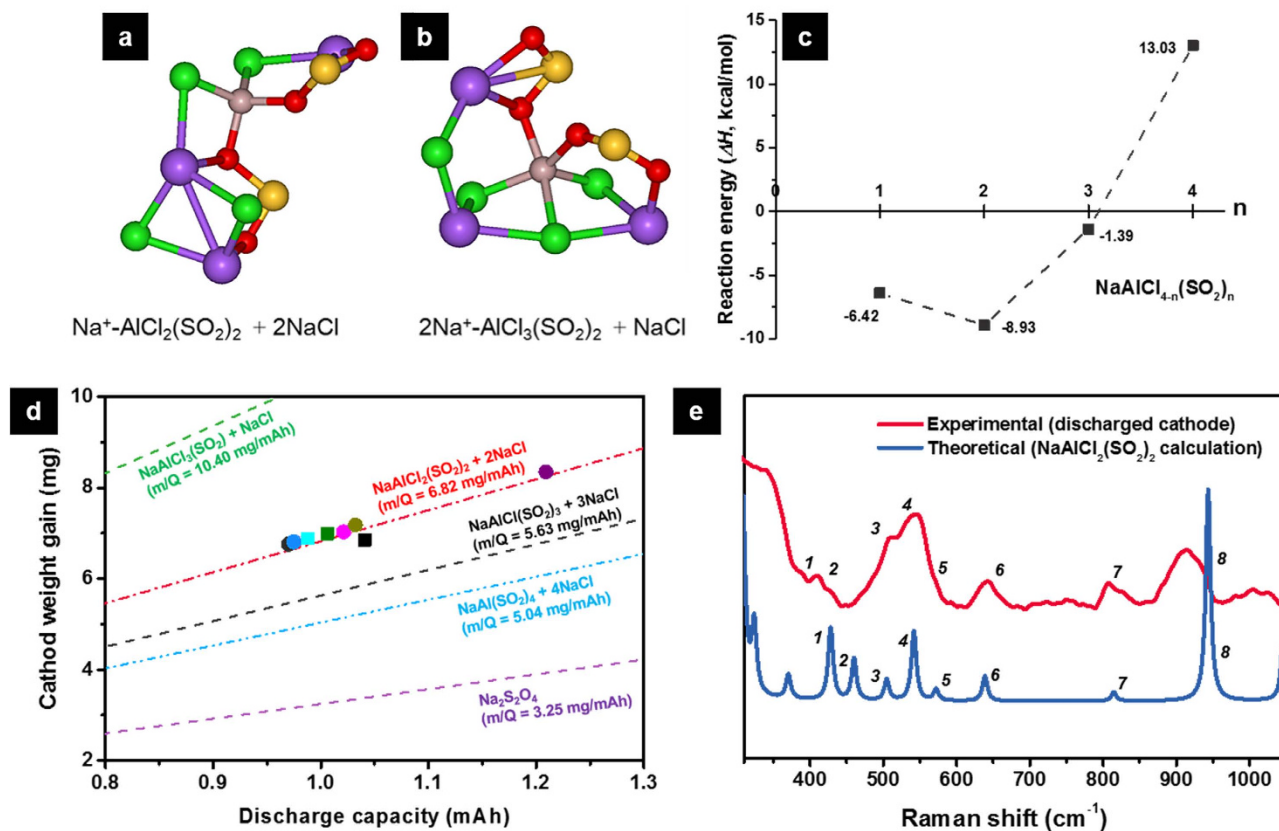 a
b
c
Na⁺-AlCl₂(SO₂)₂ + 2NaCl
2Na⁺-AlCl₃(SO₂)₂ + NaCl
Reaction energy (ΔH, kcal/mol)
15
10
5
0
-5
-10
0
1
2
3
4
n
13.03
-1.39
-6.42
-8.93
NaAlCl₄₋ₙ(SO₂)ₙ
d
Cathod weight gain (mg)
10
8
6
4
2
NaAlCl₃(SO₂) + NaCl
(m/Q = 10.40 mg/mAh)
NaAlCl₂(SO₂)₂ + 2NaCl
(m/Q = 6.82 mg/mAh)
NaAlCl(SO₂)₃ + 3NaCl
(m/Q = 5.63 mg/mAh)
NaAl(SO₂)₄ + 4NaCl
(m/Q = 5.04 mg/mAh)
Na₂S₂O₄
(m/Q = 3.25 mg/mAh)
0.8
0.9
1.0
1.1
1.2
1.3
Discharge capacity (mAh)
e
Experimental (discharged cathode)
Theoretical (NaAlCl₂(SO₂)₂ calculation)
1
2
3
4
5
6
7
8
1
2
3
4
5
6
7
8
400
500
600
700
800
900
1000
Raman shift (cm⁻¹)